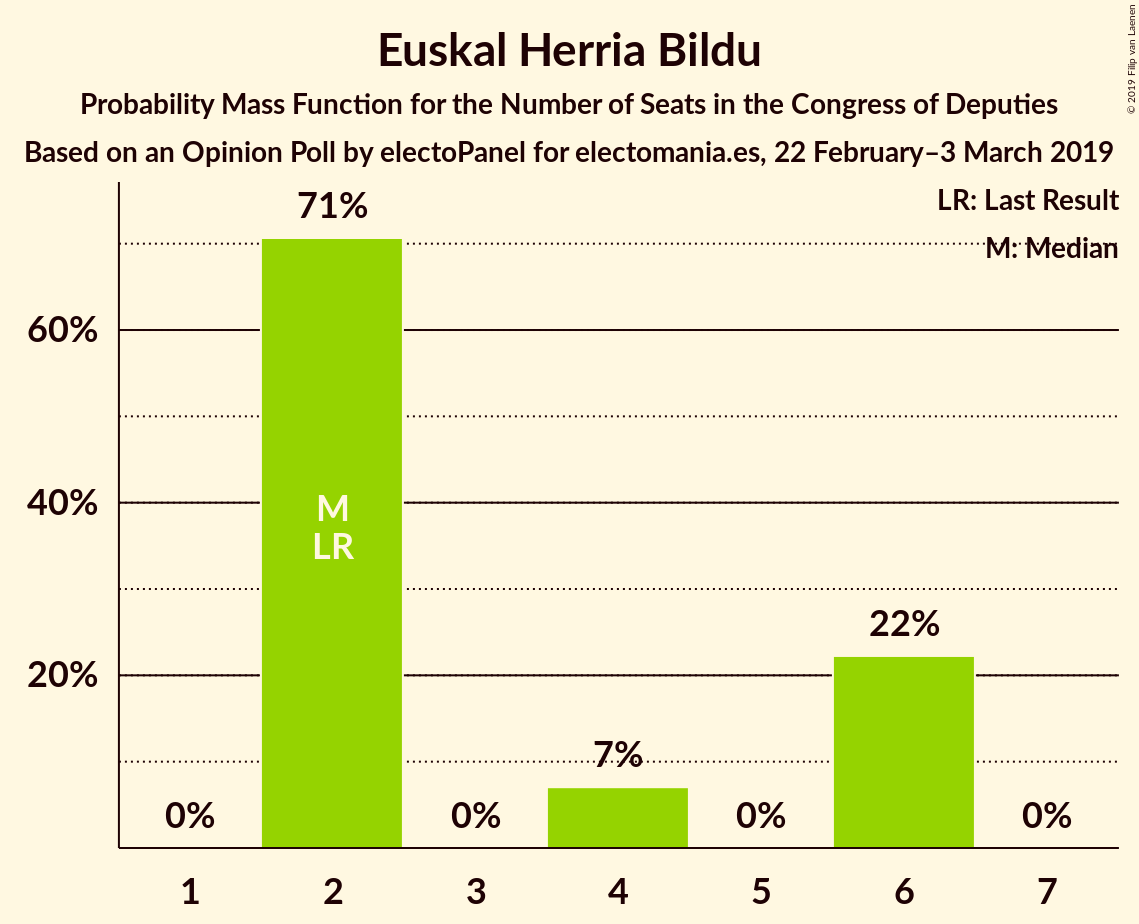 © 2019 Filip van Laenen
Euskal Herria Bildu
Probability Mass Function for the Number of Seats in the Congress of Deputies
Based on an Opinion Poll by electoPanel for electomania.es, 22 February–3 March 2019
LR: Last Result
M: Median
71%
60%
40%
20%
M
LR
22%
7%
0%
0%
0%
0%
1 2 3 4 5 6 7